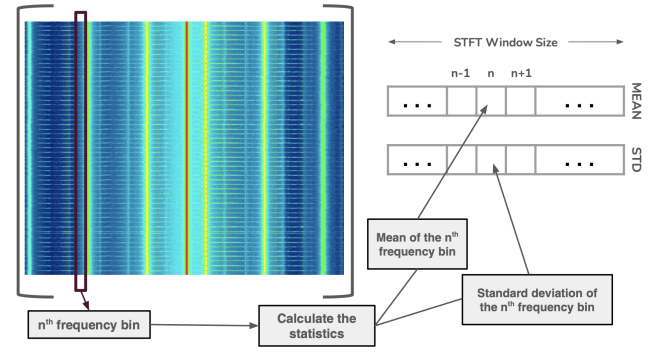 STFT Window Size
n-1 n n+1
... ...
MEAN
... ...
STD
Mean of the nth
frequency bin
Standard deviation of
the nth frequency bin
Calculate the
statistics
nth frequency bin